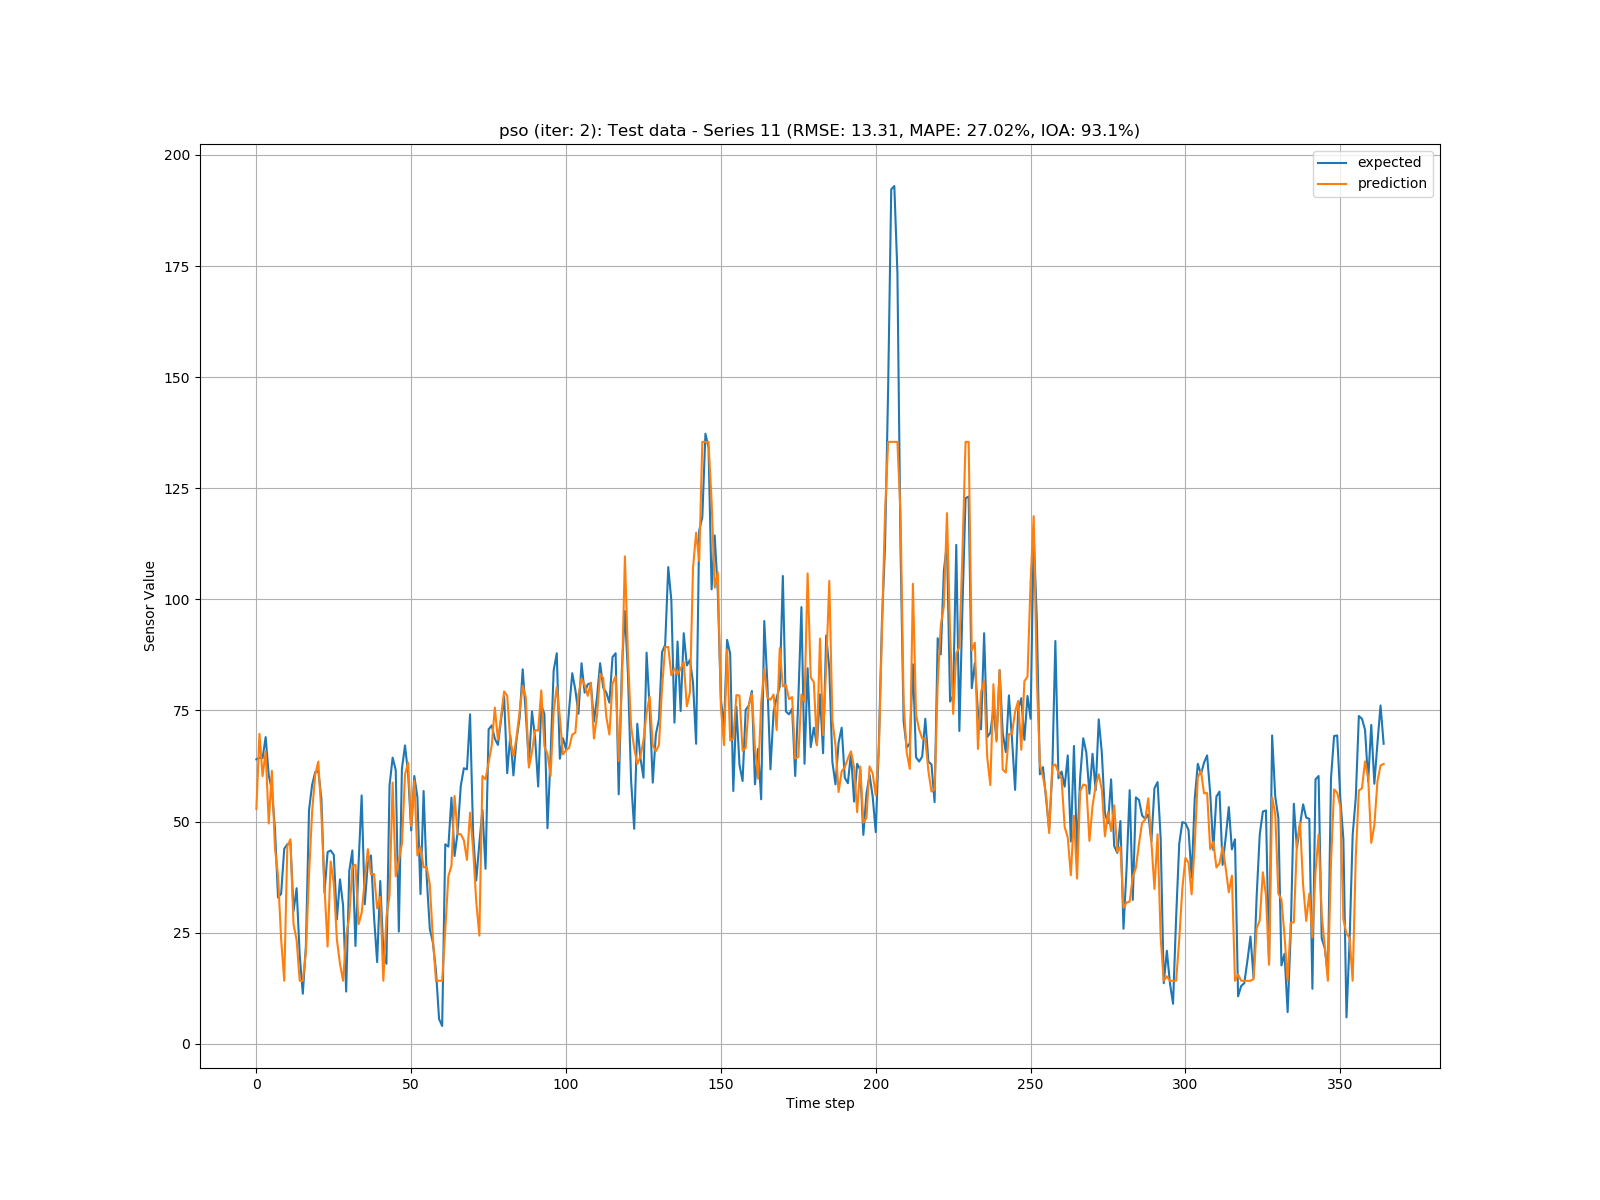 pso (iter: 2): Test data - Series 11 (RMSE: 13.31, MAPE: 27.02%, IOA: 93.1%)
expected
prediction
200
175
150
125
100
75
50
25
0
Sensor Value
0 50 100 150 200 250 300 350
Time step